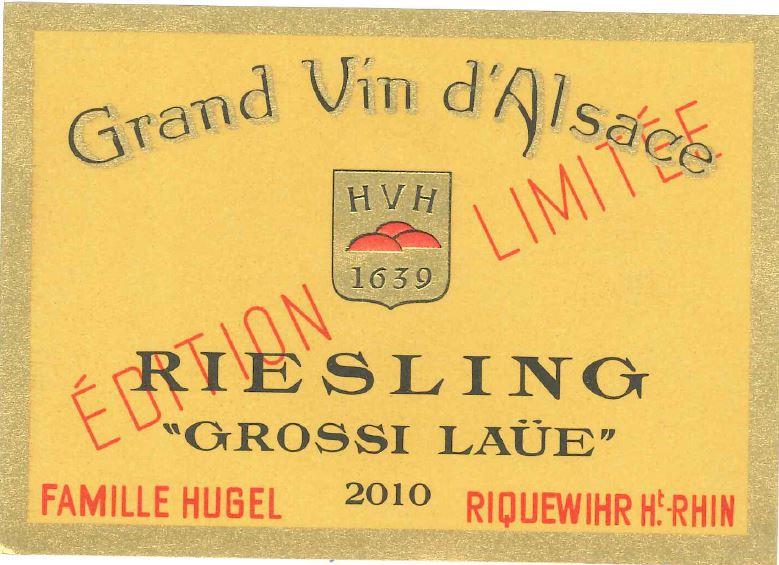 Grand Vin d'Alsace
HVH
1639
ÉDITION LIMITÉE
RIESLING
"GROSSI LAÜE"
FAMILLE HUGEL 2010 RIQUEWIHR Hᵗ.-RHIN